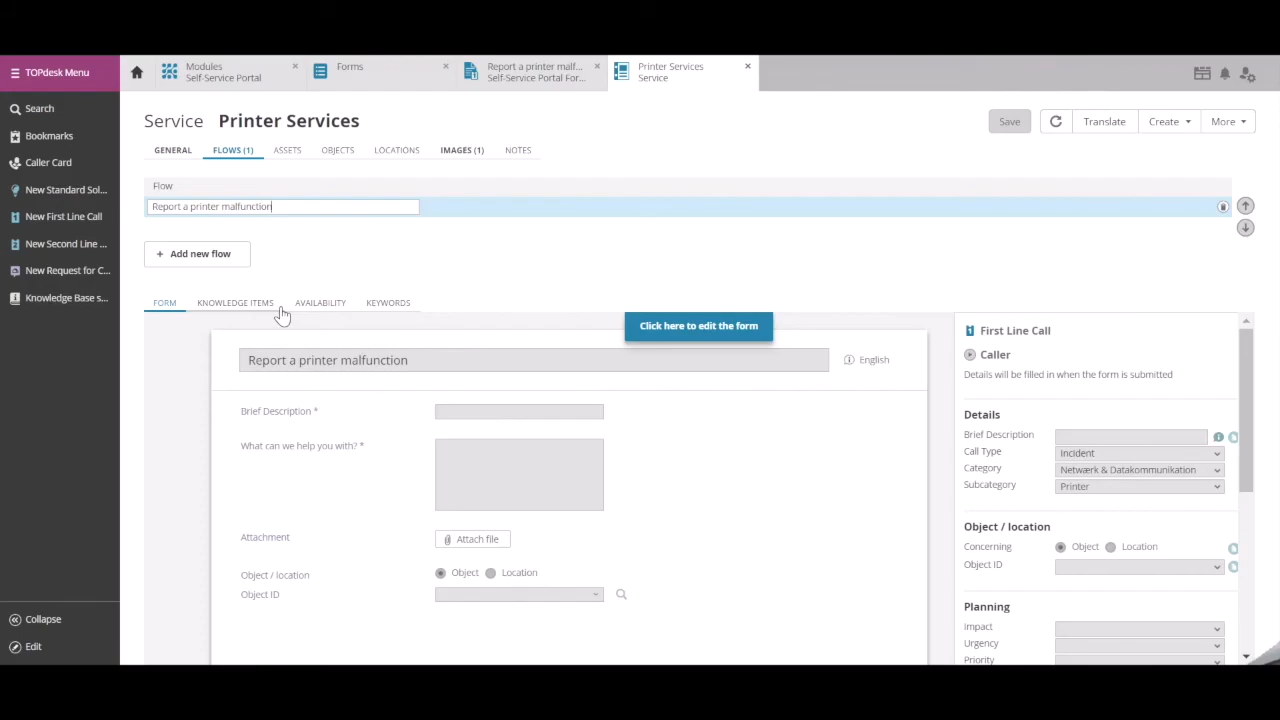 TOPdesk Menu
Modules
Self-Service Portal
Forms
Report a printer malf...
Self-Service Portal For...
Printer Services
Service
Search
Bookmarks
Caller Card
New Standard Sol...
New First Line Call
New Second Line ...
New Request for C...
Knowledge Base s...
Collapse
Edit
Service Printer Services
Save
Translate
Create
More
GENERAL FLOWS (1) ASSETS OBJECTS LOCATIONS IMAGES (1) NOTES
Flow
Report a printer malfunction
+ Add new flow
FORM KNOWLEDGE ITEMS AVAILABILITY KEYWORDS
Click here to edit the form
Report a printer malfunction
English
Brief Description *
What can we help you with? *
Attachment
Attach file
Object / location
Object
Location
Object ID
First Line Call
Caller
Details will be filled in when the form is submitted
Details
Brief Description
Call Type Incident
Category Netværk & Datakommunikation
Subcategory Printer
Object / location
Concerning Object Location
Object ID
Planning
Impact
Urgency
Priority